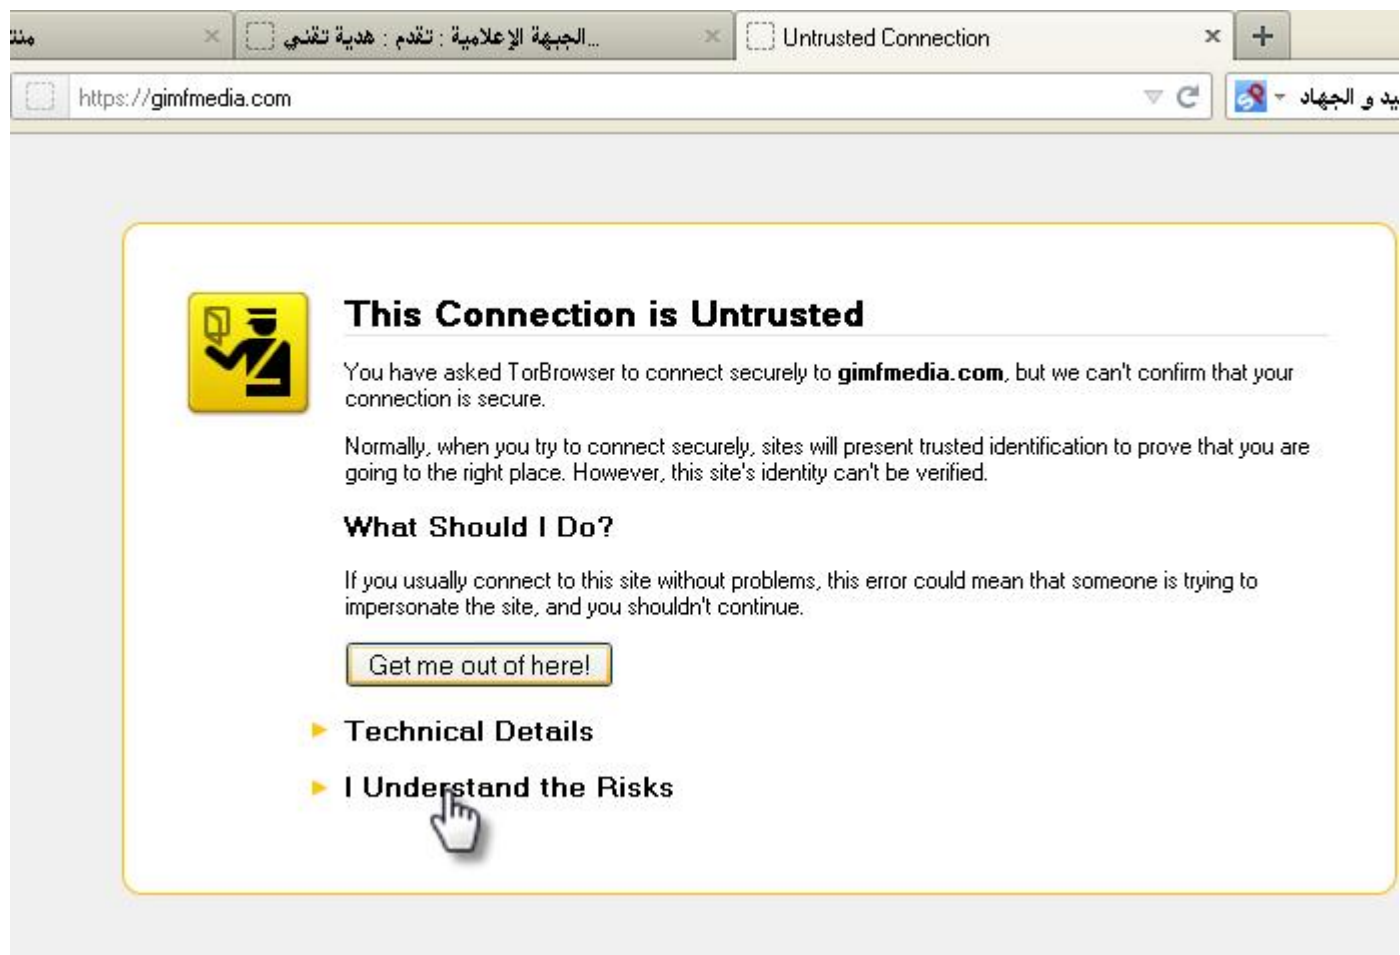 منتد
الجبهة الإعلامية : تقدم : هدية تقني...
Untrusted Connection
https://gimfmedia.com
يد و الجهاد
This Connection is Untrusted
You have asked TorBrowser to connect securely to gimfmedia.com, but we can't confirm that your
connection is secure.
Normally, when you try to connect securely, sites will present trusted identification to prove that you are
going to the right place. However, this site's identity can't be verified.
What Should I Do?
If you usually connect to this site without problems, this error could mean that someone is trying to
impersonate the site, and you shouldn't continue.
Get me out of here!
Technical Details
I Understand the Risks